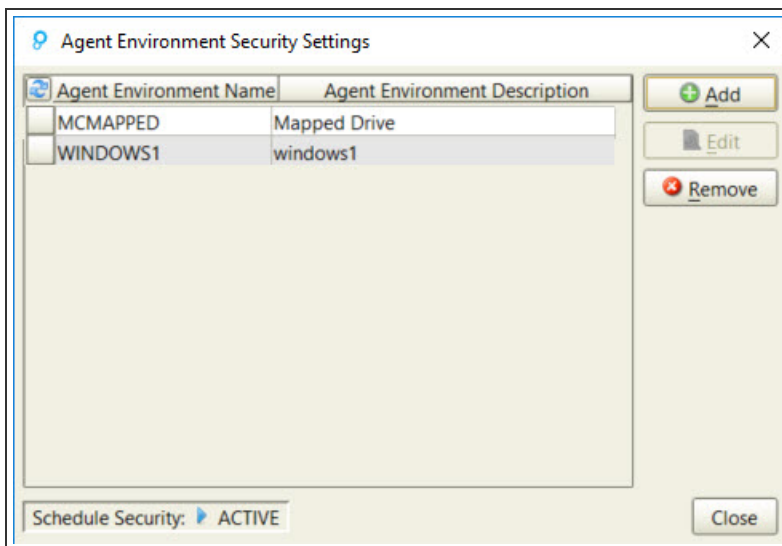 Agent Environment Security Settings
Agent Environment Name Agent Environment Description
Add
MCMAPPED Mapped Drive
Edit
WINDOWS1 windows1
Remove
Schedule Security: ACTIVE
Close